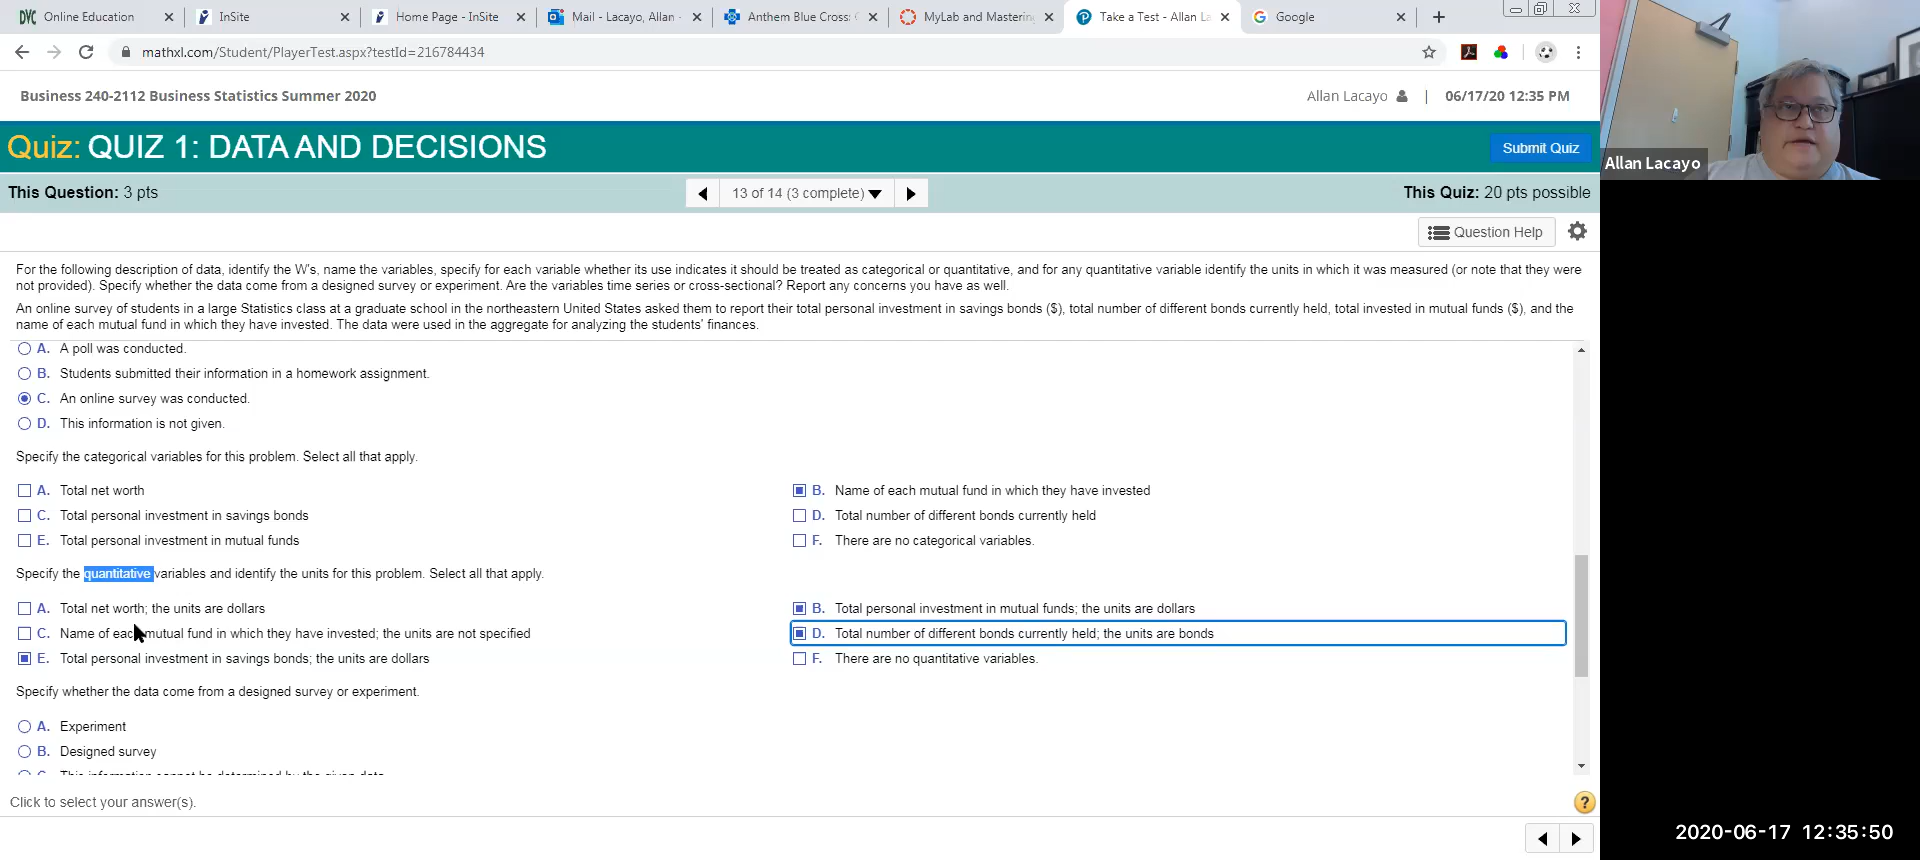 DVC Online Education
InSite
Home Page - InSite
Mail - Lacayo, Allan
Anthem Blue Cross:
MyLab and Mastering
Take a Test - Allan La
Google
mathxl.com/Student/PlayerTest.aspx?testId=216784434
Business 240-2112 Business Statistics Summer 2020
Allan Lacayo | 06/17/20 12:35 PM
Quiz: QUIZ 1: DATA AND DECISIONS
Submit Quiz
Allan Lacayo
This Question: 3 pts
13 of 14 (3 complete)
This Quiz: 20 pts possible
Question Help
For the following description of data, identify the W's, name the variables, specify for each variable whether its use indicates it should be treated as categorical or quantitative, and for any quantitative variable identify the units in which it was measured (or note that they were
not provided). Specify whether the data come from a designed survey or experiment. Are the variables time series or cross-sectional? Report any concerns you have as well.
An online survey of students in a large Statistics class at a graduate school in the northeastern United States asked them to report their total personal investment in savings bonds ($), total number of different bonds currently held, total invested in mutual funds ($), and the
name of each mutual fund in which they have invested. The data were used in the aggregate for analyzing the students' finances.
A. A poll was conducted.
B. Students submitted their information in a homework assignment.
C. An online survey was conducted.
D. This information is not given.
Specify the categorical variables for this problem. Select all that apply.
A. Total net worth
B. Name of each mutual fund in which they have invested
C. Total personal investment in savings bonds
D. Total number of different bonds currently held
E. Total personal investment in mutual funds
F. There are no categorical variables.
Specify the quantitative variables and identify the units for this problem. Select all that apply.
A. Total net worth; the units are dollars
B. Total personal investment in mutual funds; the units are dollars
C. Name of each mutual fund in which they have invested; the units are not specified
D. Total number of different bonds currently held; the units are bonds
E. Total personal investment in savings bonds; the units are dollars
F. There are no quantitative variables.
Specify whether the data come from a designed survey or experiment.
A. Experiment
B. Designed survey
C. This information cannot be determined by the given data
Click to select your answer(s).
?
2020-06-17 12:35:50